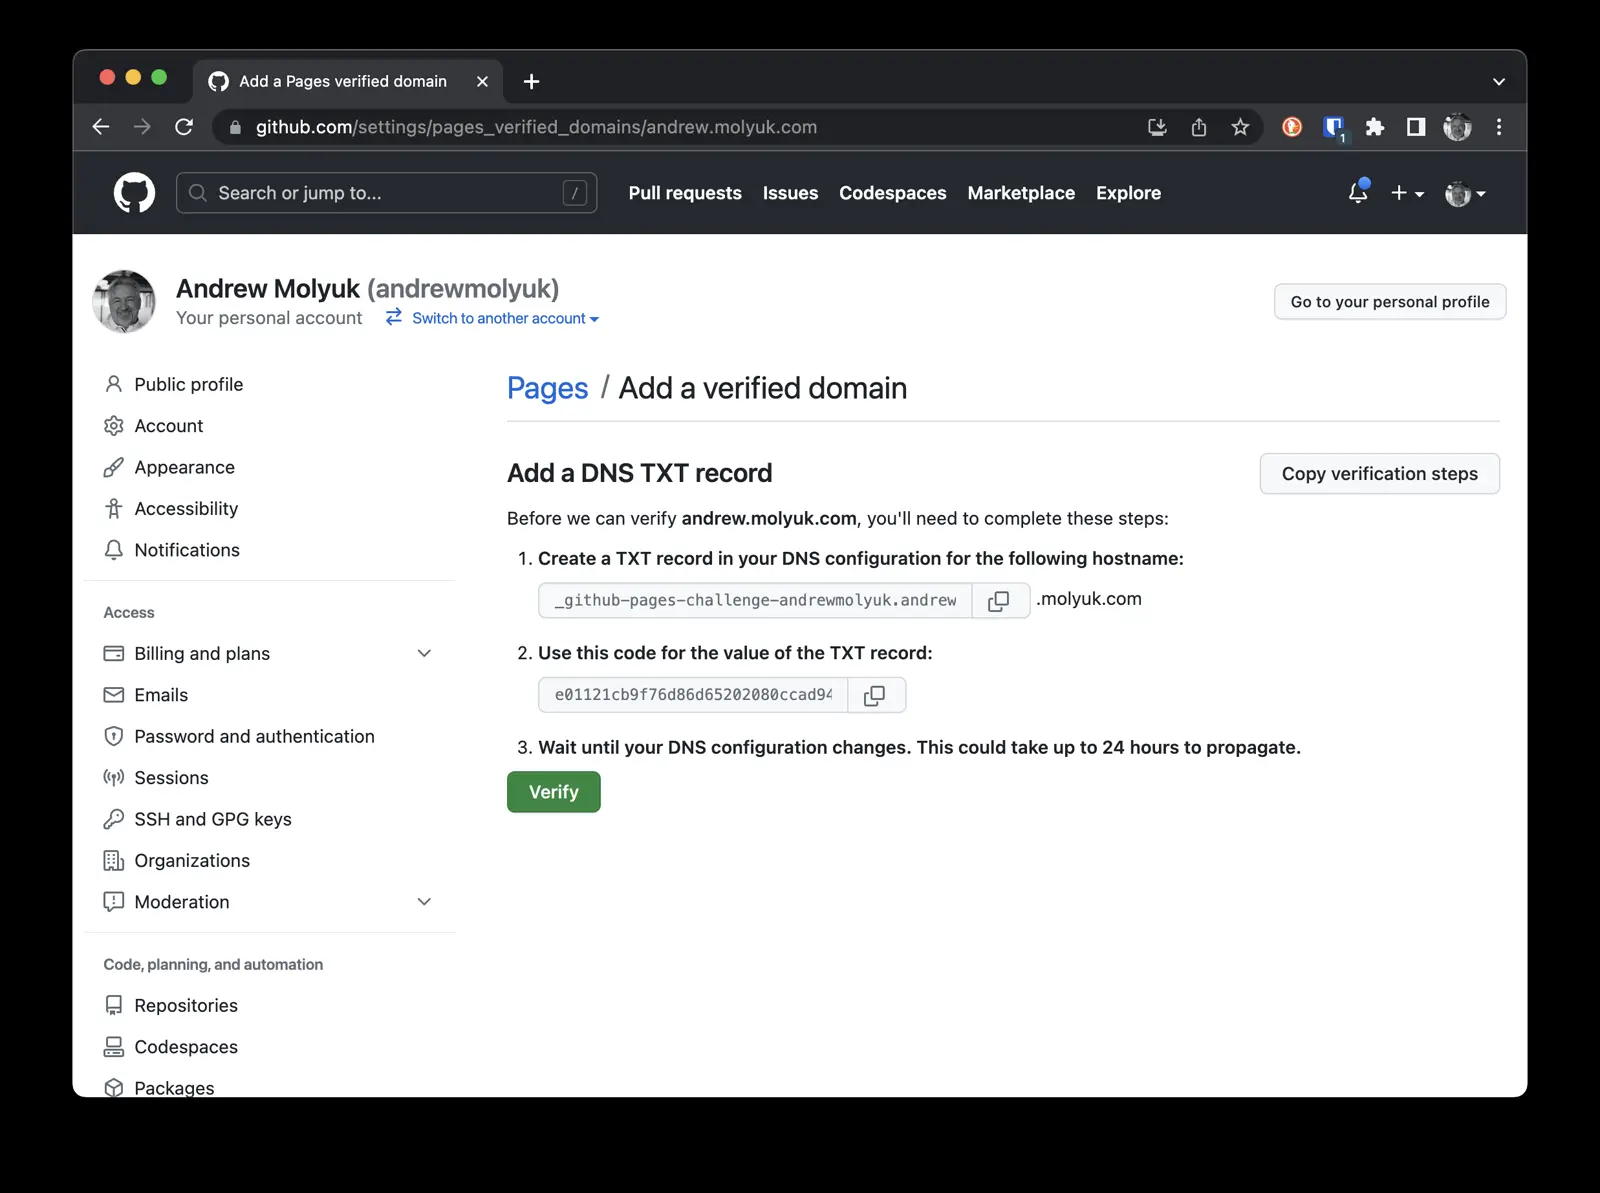 Add a Pages verified domain
github.com/settings/pages_verified_domains/andrew.molyuk.com
1
Search or jump to... /
Pull requests Issues Codespaces Marketplace Explore
Andrew Molyuk (andrewmolyuk)
Your personal account Switch to another account
Go to your personal profile
Public profile
Account
Appearance
Accessibility
Notifications
Access
Billing and plans
Emails
Password and authentication
Sessions
SSH and GPG keys
Organizations
Moderation
Code, planning, and automation
Repositories
Codespaces
Packages
Pages / Add a verified domain
Add a DNS TXT record
Copy verification steps
Before we can verify andrew.molyuk.com, you'll need to complete these steps:
1. Create a TXT record in your DNS configuration for the following hostname:
_github-pages-challenge-andrewmolyuk.andrew .molyuk.com
2. Use this code for the value of the TXT record:
e01121cb9f76d86d65202080ccad94
3. Wait until your DNS configuration changes. This could take up to 24 hours to propagate.
Verify